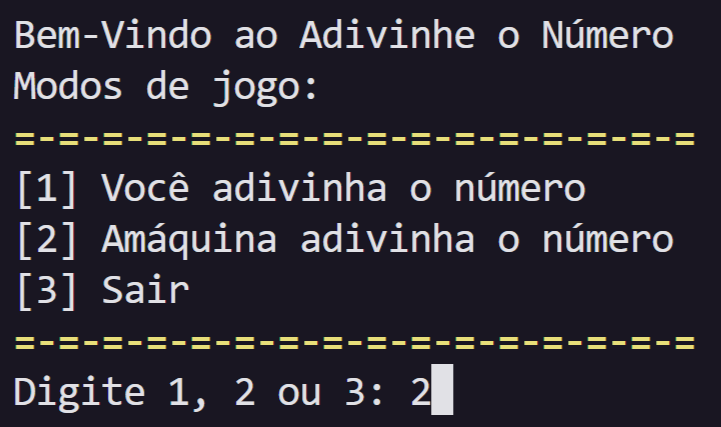 Bem-Vindo ao Adivinhe o Número
Modos de jogo:
=-=-=-=-=-=-=-=-=-=-=-=-=-=-=-=
[1] Você adivinha o número
[2] Amáquina adivinha o número
[3] Sair
=-=-=-=-=-=-=-=-=-=-=-=-=-=-=-=
Digite 1, 2 ou 3: 2